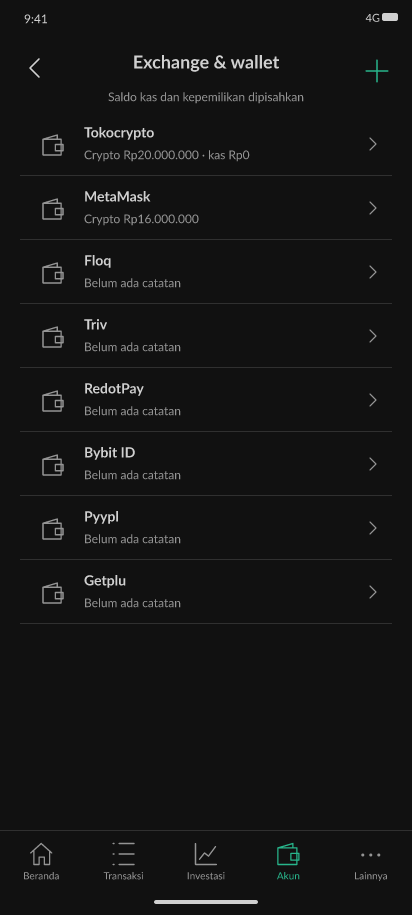 9:41
4G
Exchange & wallet
Saldo kas dan kepemilikan dipisahkan
Tokocrypto
Crypto Rp20.000.000 · kas Rp0
MetaMask
Crypto Rp16.000.000
Floq
Belum ada catatan
Triv
Belum ada catatan
RedotPay
Belum ada catatan
Bybit ID
Belum ada catatan
Pyypl
Belum ada catatan
Getplu
Belum ada catatan
Beranda
Transaksi
Investasi
Akun
Lainnya